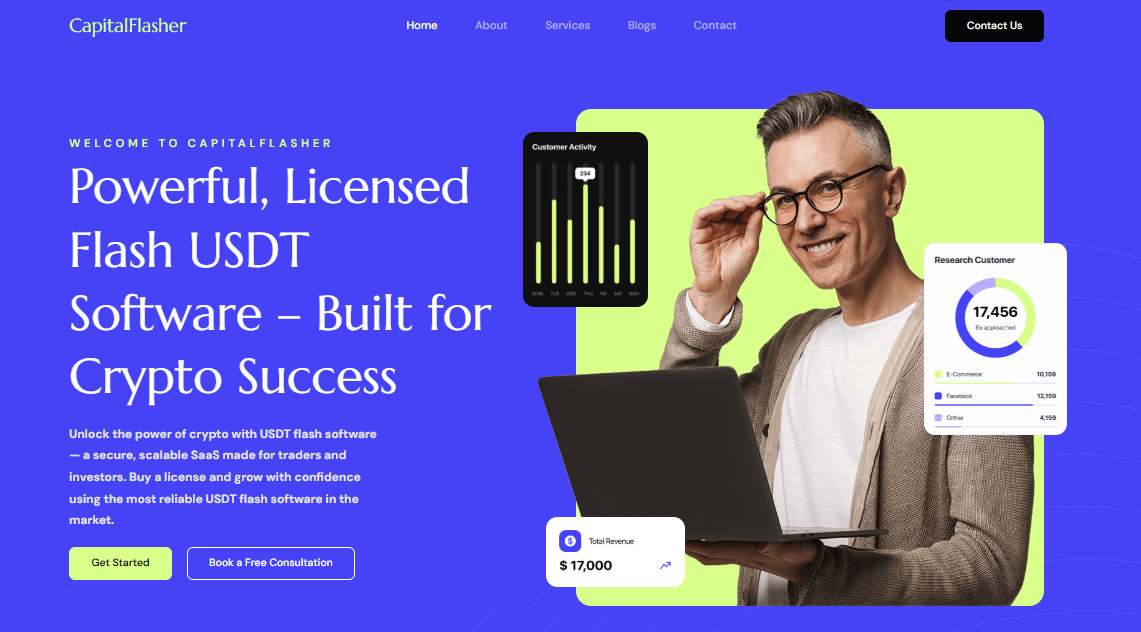 CapitalFlasher
Home
About
Services
Blogs
Contact
Contact Us
WELCOME TO CAPITALFLASHER
Powerful, Licensed
Flash USDT
Software – Built for
Crypto Success
Unlock the power of crypto with USDT flash software
— a secure, scalable SaaS made for traders and
investors. Buy a license and grow with confidence
using the most reliable USDT flash software in the
market.
Get Started
Book a Free Consultation
Customer Activity
234
MON TUE WED THU FRI SAT SUN
Research Customer
17,456
Be approached
E-Commerce 10,159
Facebook 12,159
Orther 4,159
Total Revenue
$ 17,000